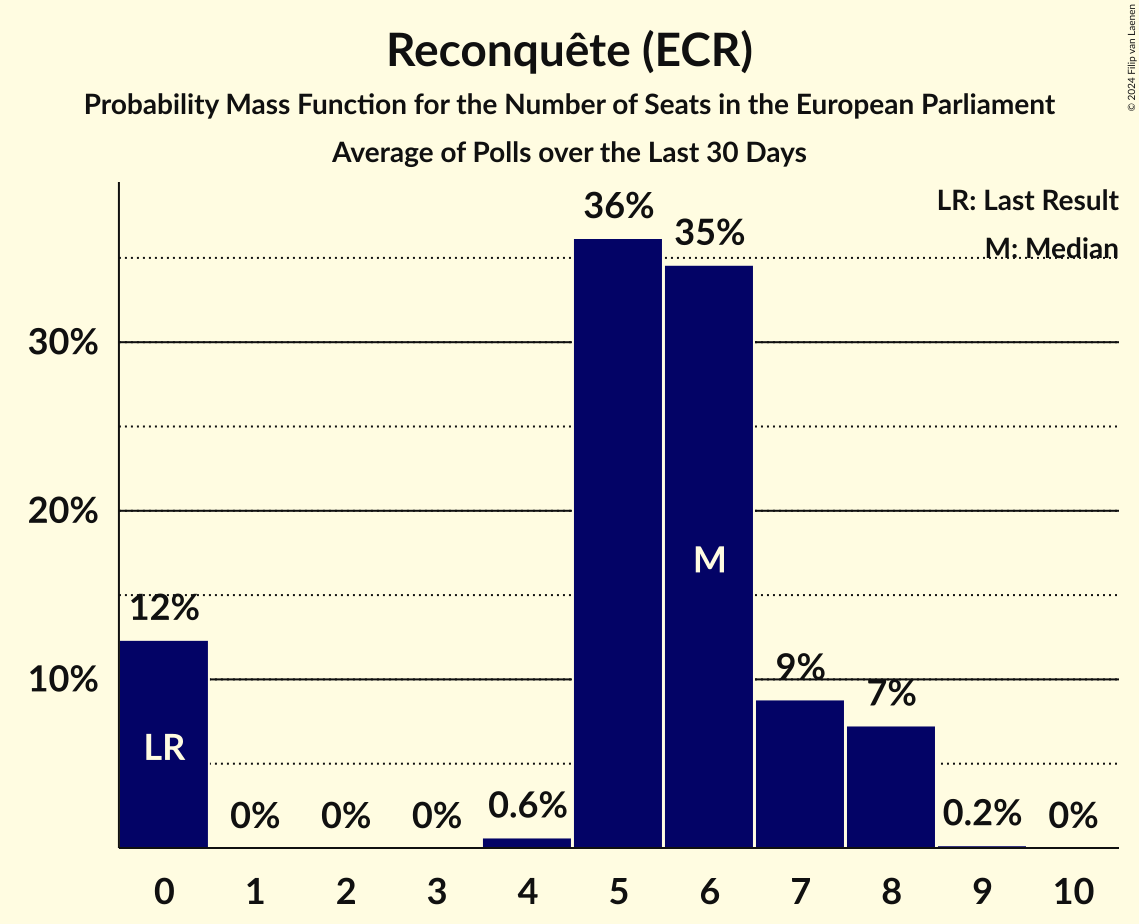 © 2024 Filip van Laenen
Reconquête (ECR)
Probability Mass Function for the Number of Seats in the European Parliament
Average of Polls over the Last 30 Days
LR: Last Result
M: Median
36%
35%
30%
20%
10%
12%
9%
7%
M
LR
0%
0%
0%
0.6%
0.2%
0%
0 1 2 3 4 5 6 7 8 9 10